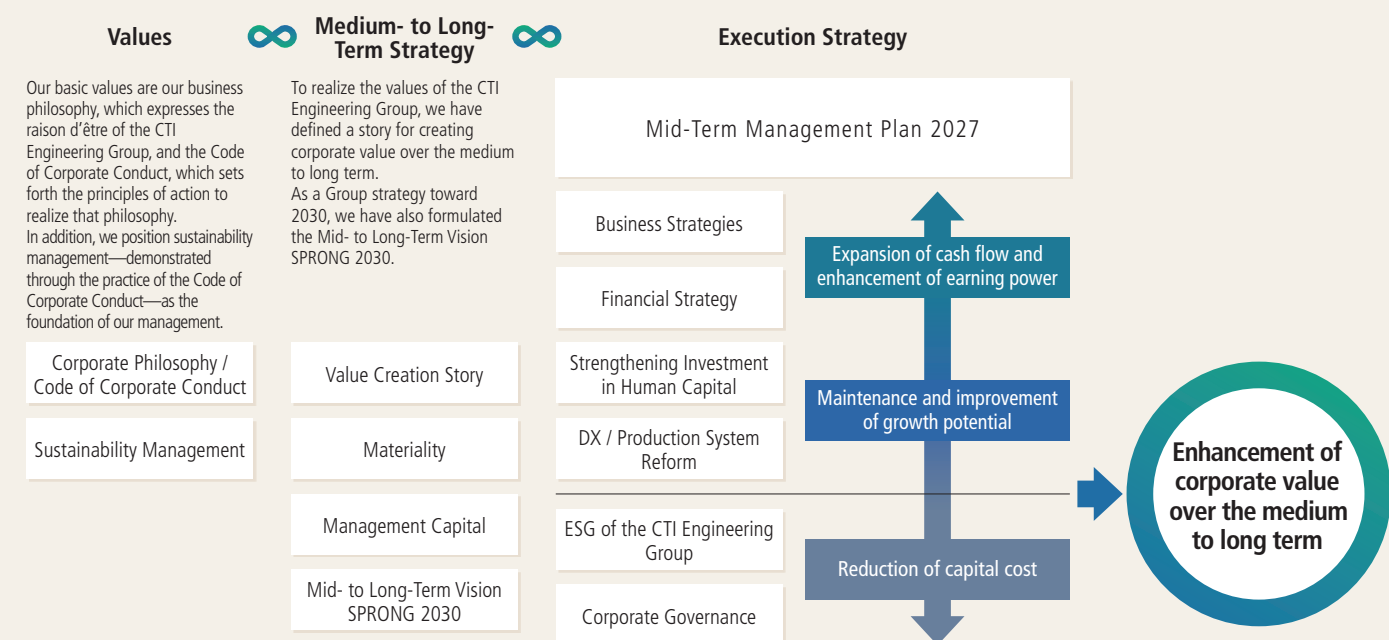 Values
Medium- to Long-
Term Strategy
Execution Strategy
Our basic values are our business
philosophy, which expresses the
raison d’être of the CTI
Engineering Group, and the Code
of Corporate Conduct, which sets
forth the principles of action to
realize that philosophy.
In addition, we position sustainability
management—demonstrated
through the practice of the Code of
Corporate Conduct—as the
foundation of our management.
Corporate Philosophy /
Code of Corporate Conduct
Sustainability Management
To realize the values of the CTI
Engineering Group, we have
defined a story for creating
corporate value over the medium
to long term.
As a Group strategy toward
2030, we have also formulated
the Mid- to Long-Term Vision
SPRONG 2030.
Value Creation Story
Materiality
Management Capital
Mid- to Long-Term Vision
SPRONG 2030
Mid-Term Management Plan 2027
Business Strategies
Financial Strategy
Strengthening Investment
in Human Capital
DX / Production System
Reform
ESG of the CTI Engineering
Group
Corporate Governance
Expansion of cash flow and
enhancement of earning power
Maintenance and improvement
of growth potential
Reduction of capital cost
Enhancement of
corporate value
over the medium
to long term